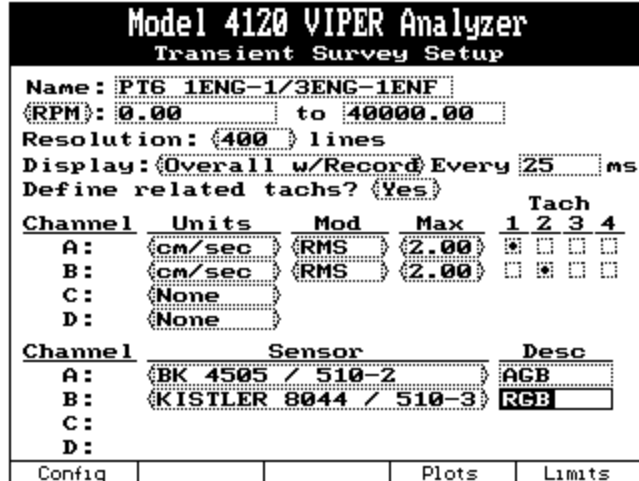 Model 4120 VIPER Analyzer
Transient Survey Setup
Name: PT6 1ENG-1/3ENG-1ENF
(RPM): 0.00 to 40000.00
Resolution: (400 ) lines
Display: (Overall w/Record) Every 25 ms
Define related tachs? (Yes)
Tach
Channel Units Mod Max 1 2 3 4
A: (cm/sec ) (RMS ) (2.00)
B: (cm/sec ) (RMS ) (2.00)
C: (None )
D: (None )
Channel Sensor Desc
A: (BK 4505 / 510-2 ) AGB
B: (KISTLER 8044 / 510-3) RGB
C:
D:
Config Plots Limits